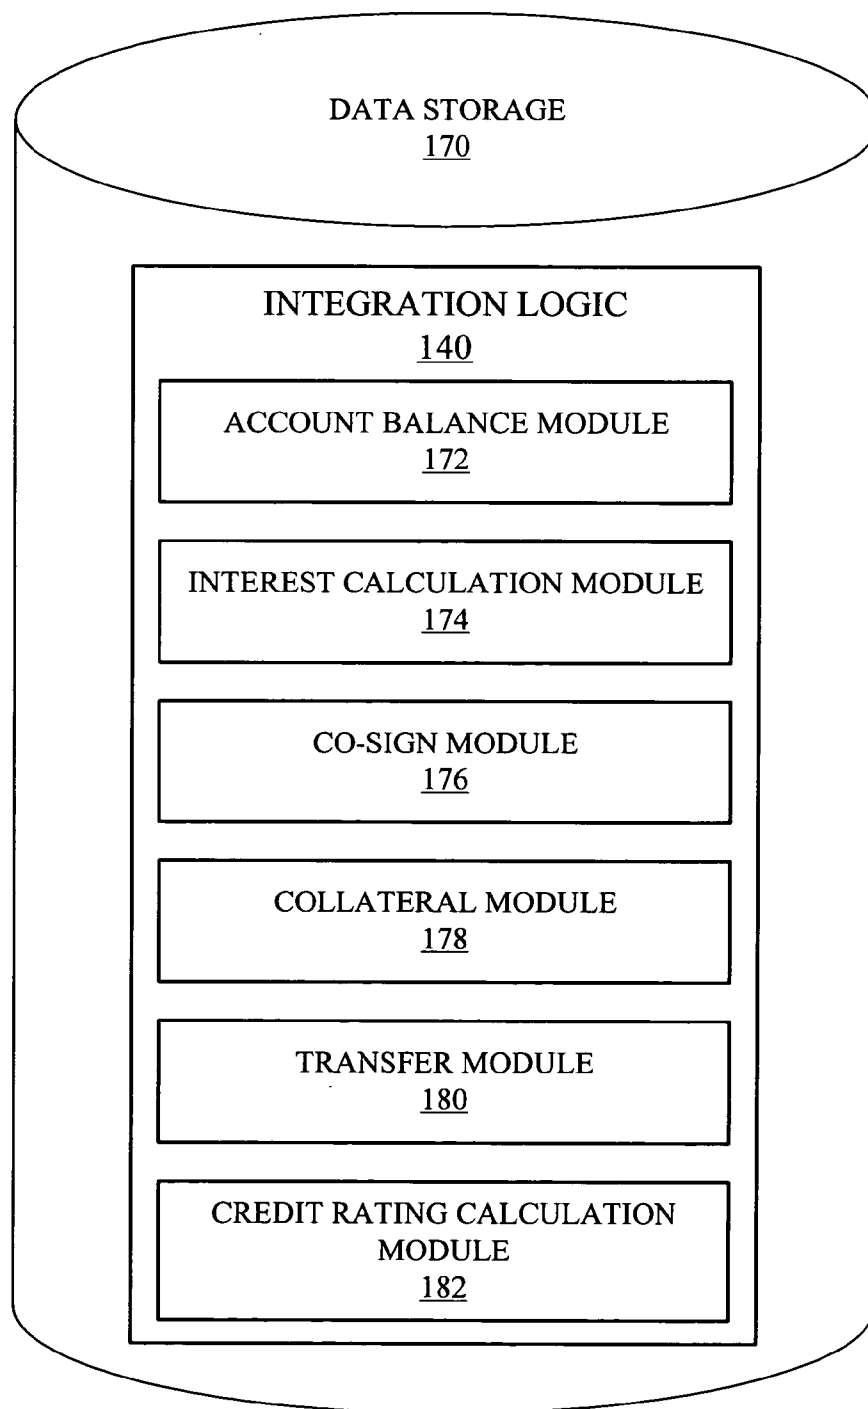 DATA STORAGE
170
INTEGRATION LOGIC
140
ACCOUNT BALANCE MODULE
172
INTEREST CALCULATION MODULE
174
CO-SIGN MODULE
176
COLLATERAL MODULE
178
TRANSFER MODULE
180
CREDIT RATING CALCULATION
MODULE
182